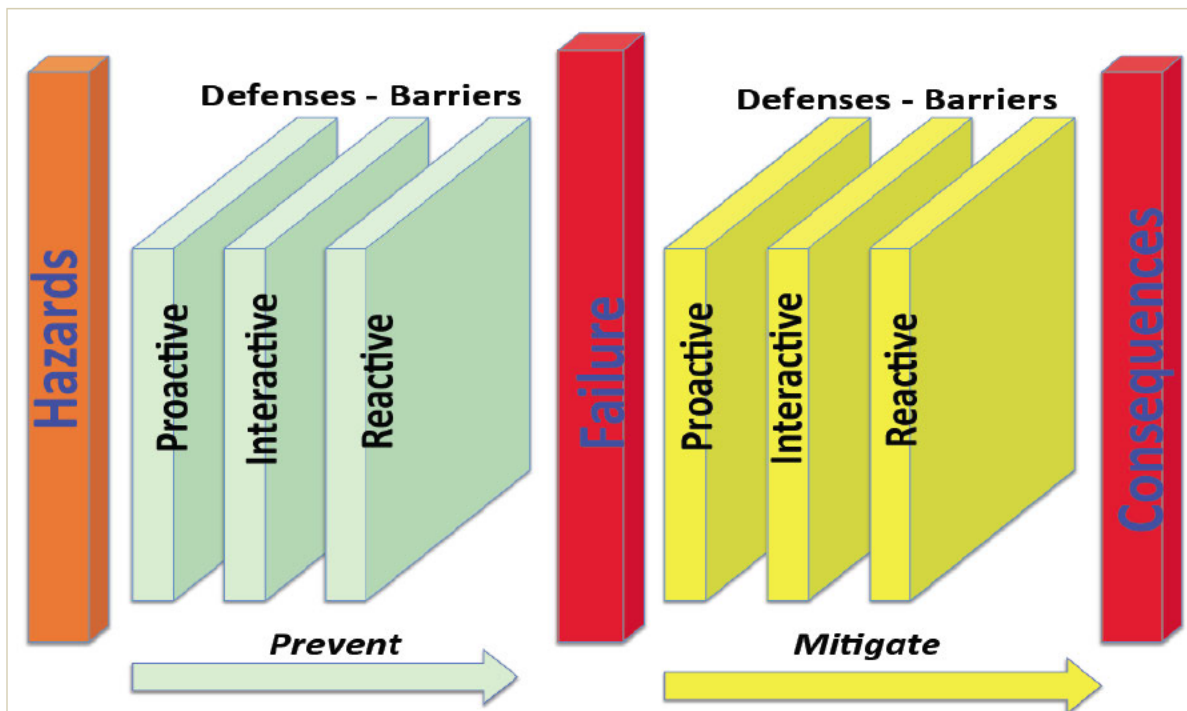 Hazards
Defenses - Barriers
Proactive
Interactive
Reactive
Prevent
Failure
Defenses - Barriers
Proactive
Interactive
Reactive
Mitigate
Consequences